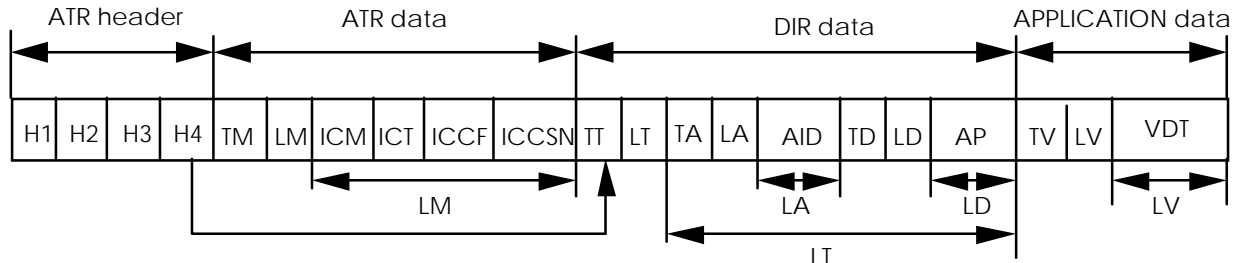 ATR header ATR data DIR data APPLICATION data
H1 H2 H3 H4 TM LM ICM ICT ICCF ICCSN TT LT TA LA AID TD LD AP TV LV VDT
LM LA LD LV
LT